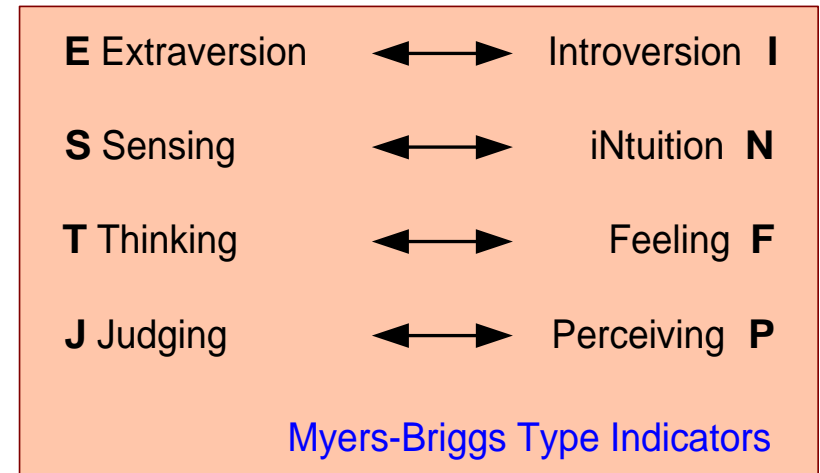 E Extraversion Introversion I
S Sensing iNtuition N
T Thinking Feeling F
J Judging Perceiving P
Myers-Briggs Type Indicators